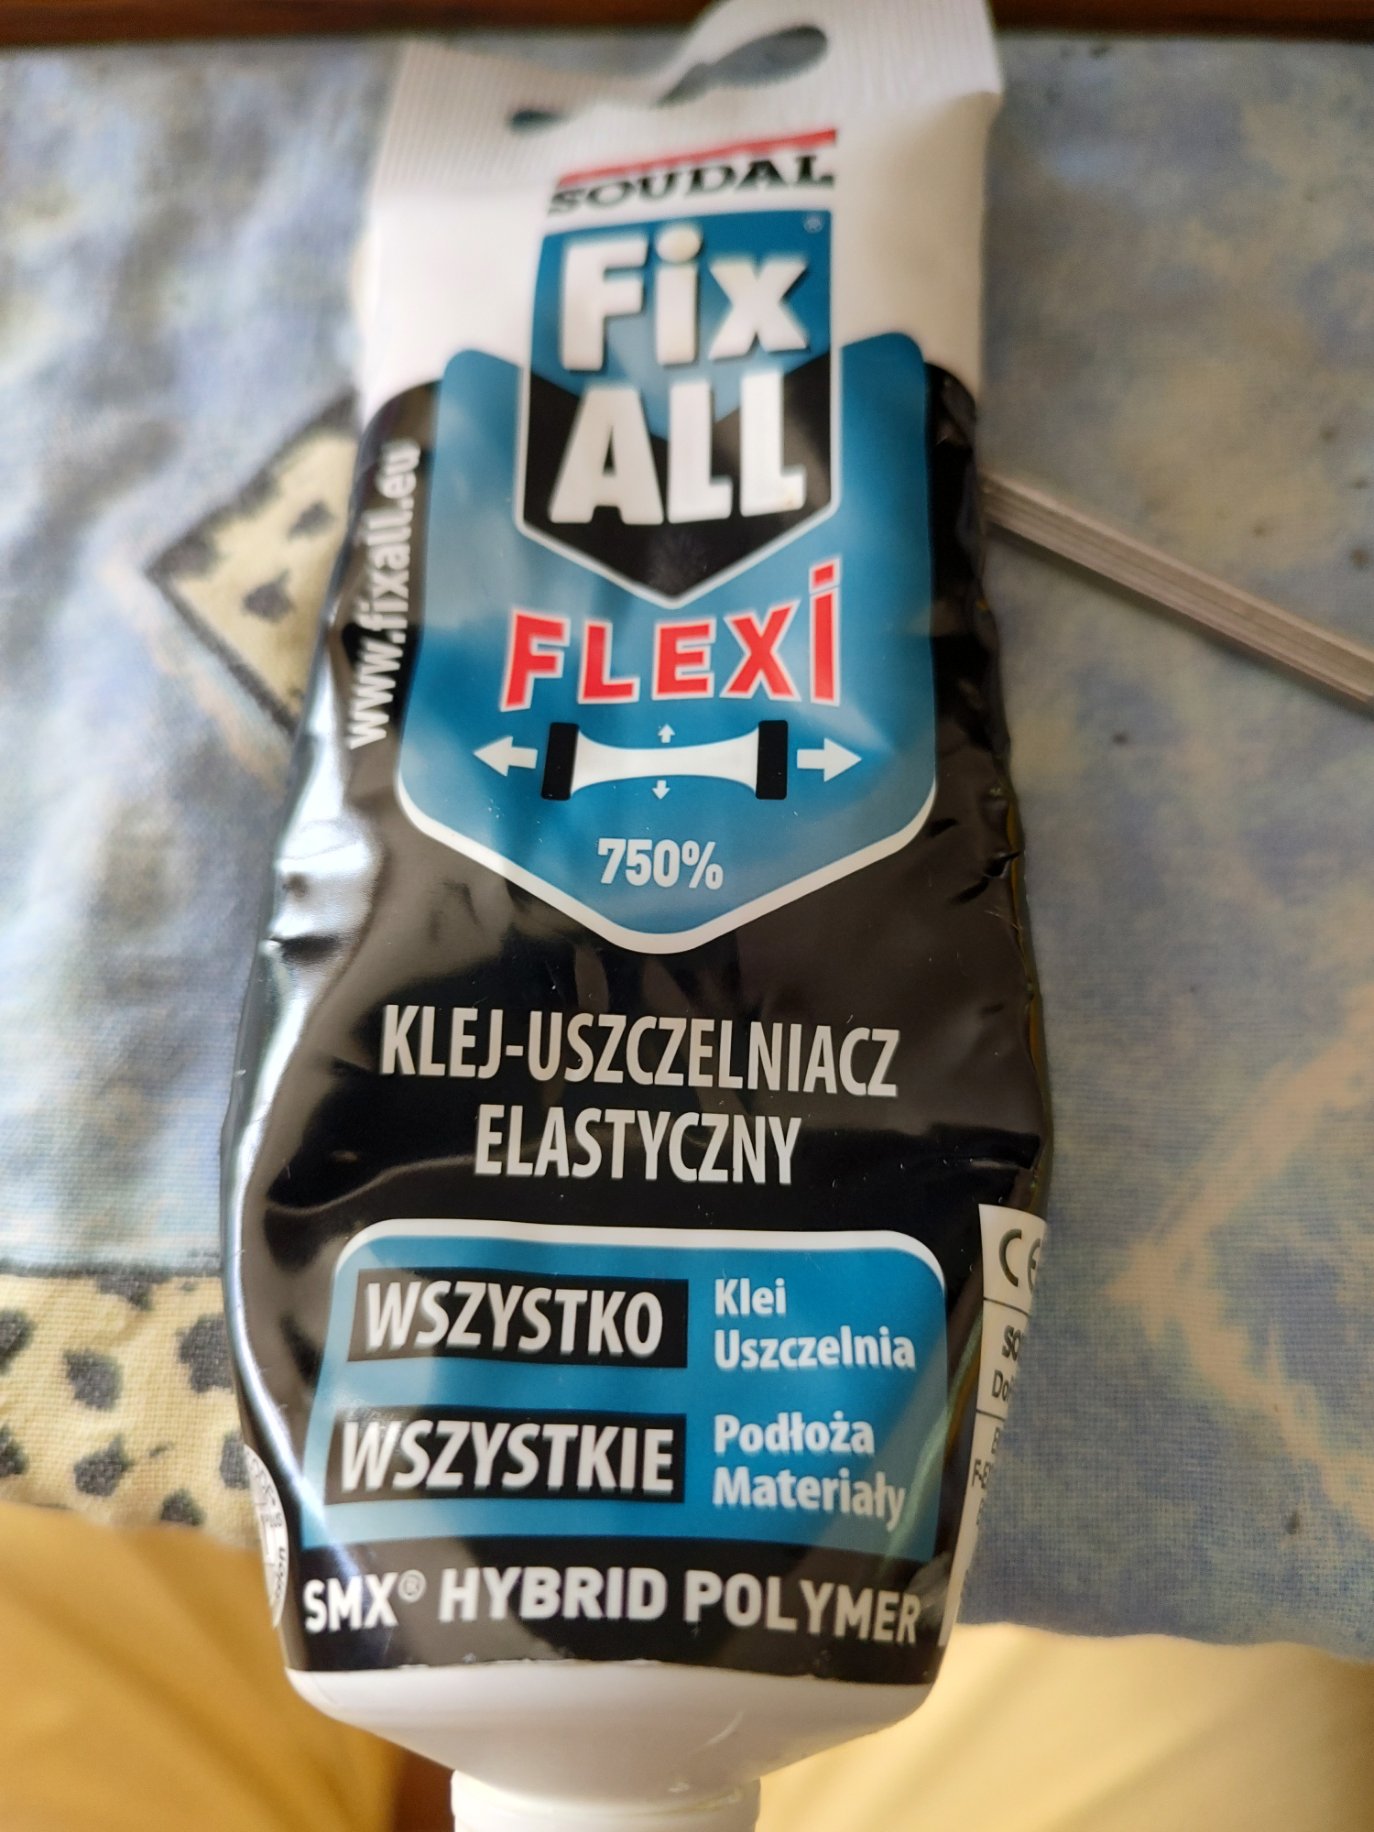 SOUDAL
Fix
®
ALL
www.fixall.eu
FLEXi
750%
KLEJ-USZCZELNIACZ
ELASTYCZNY
WSZYSTKO
Klei
Uszczelnia
WSZYSTKIE
Podłoża
Materiały
SMX® HYBRID POLYMER
CE